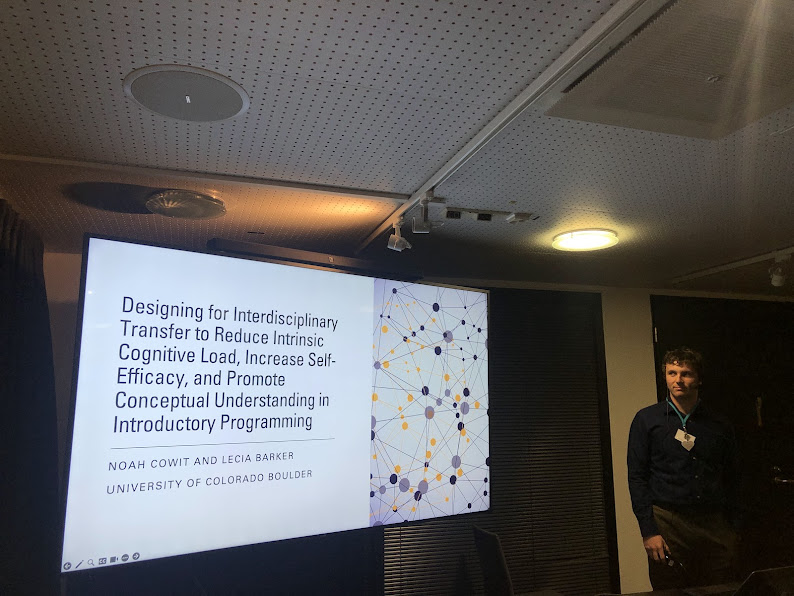 Designing for Interdisciplinary
Transfer to Reduce Intrinsic
Cognitive Load, Increase Self-
Efficacy, and Promote
Conceptual Understanding in
Introductory Programming
NOAH COWIT AND LECIA BARKER
UNIVERSITY OF COLORADO BOULDER